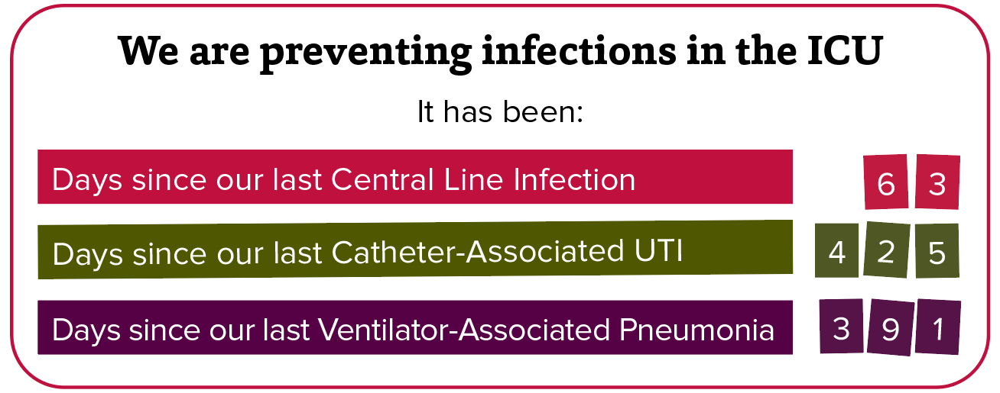 We are preventing infections in the ICU
It has been:
Days since our last Central Line Infection 6 3
Days since our last Catheter-Associated UTI 4 2 5
Days since our last Ventilator-Associated Pneumonia 3 9 1